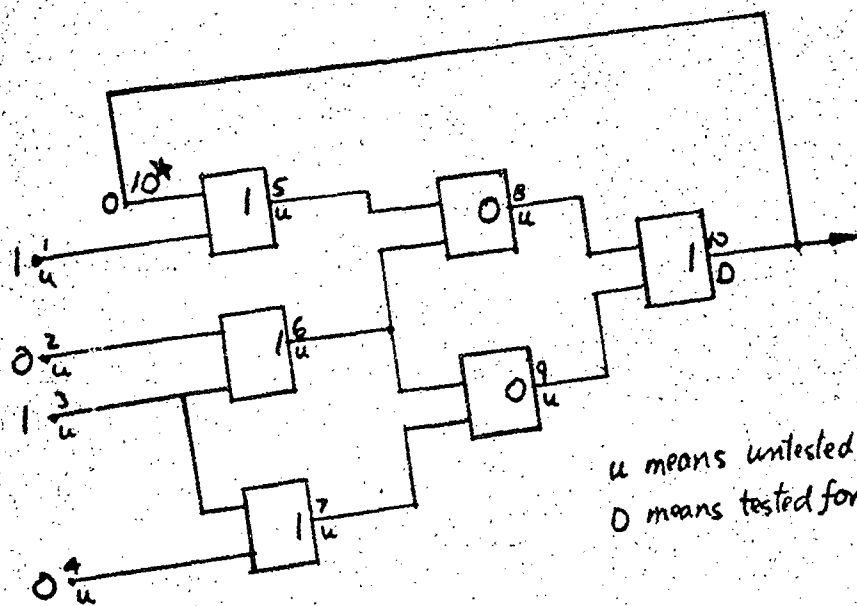 0 10*
1 5 u
0 8 u
1 1 u
1 10 0
0 2 u
1 6 u
1 3 u
0 9 u
1 7 u
0 4 u
u means untested
0 means tested for